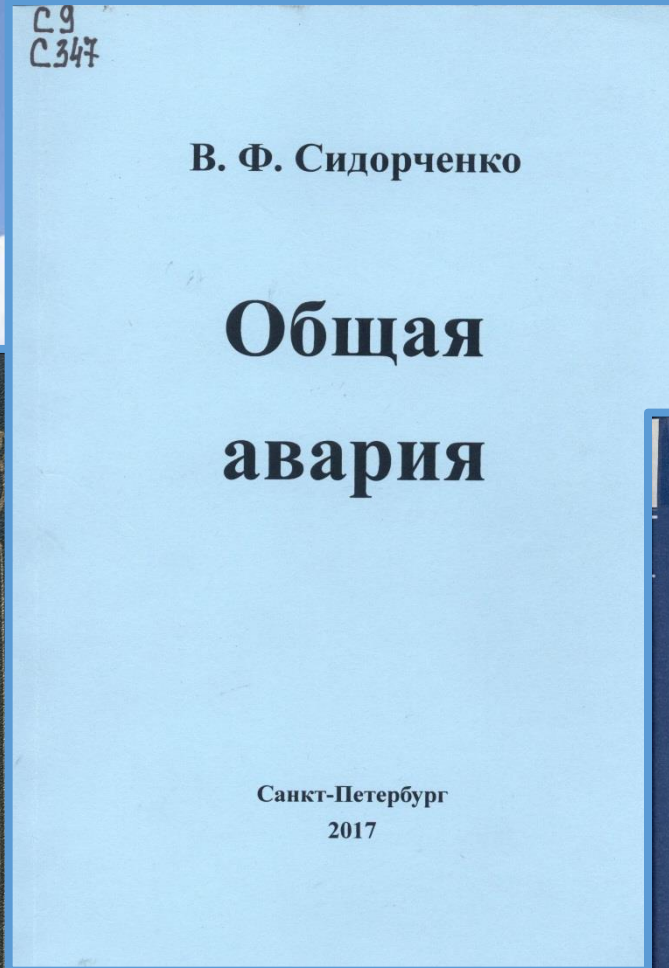 С9
С347
В. Ф. Сидорченко
Общая
авария
Санкт-Петербург
2017